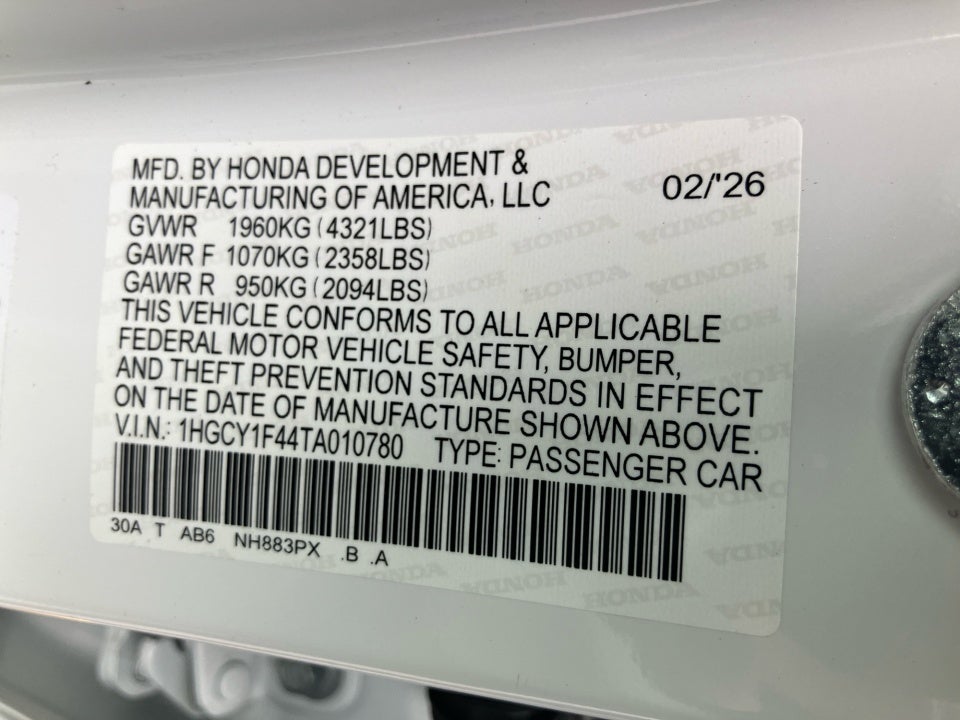 MFD. BY HONDA DEVELOPMENT &
MANUFACTURING OF AMERICA, LLC 02/'26
GVWR 1960KG (4321LBS)
GAWR F 1070KG (2358LBS)
GAWR R 950KG (2094LBS)
THIS VEHICLE CONFORMS TO ALL APPLICABLE
FEDERAL MOTOR VEHICLE SAFETY, BUMPER,
AND THEFT PREVENTION STANDARDS IN EFFECT
ON THE DATE OF MANUFACTURE SHOWN ABOVE.
V.I.N.: 1HGCY1F44TA010780 TYPE: PASSENGER CAR
30A T AB6 NH883PX .B .A